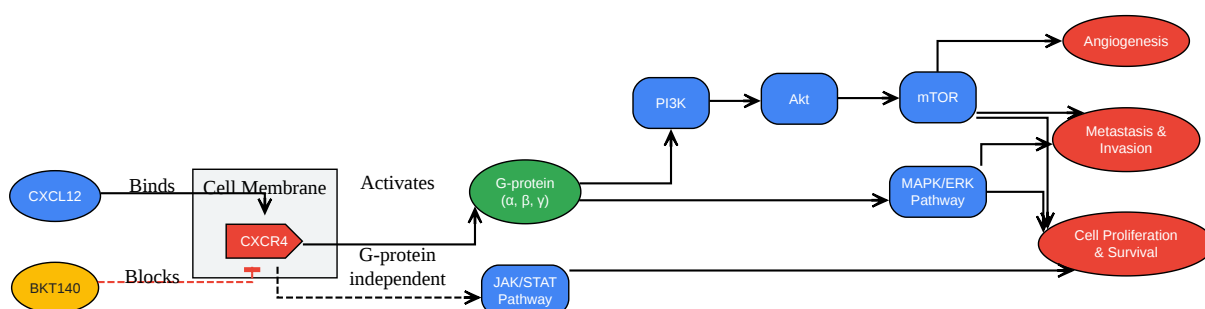 Angiogenesis
PI3K
Akt
mTOR
Metastasis &
Invasion
CXCL12
Binds
Cell Membrane
Activates
G-protein
(α, β, γ)
MAPK/ERK
Pathway
CXCR4
G-protein
independent
Cell Proliferation
& Survival
BKT140
Blocks
JAK/STAT
Pathway